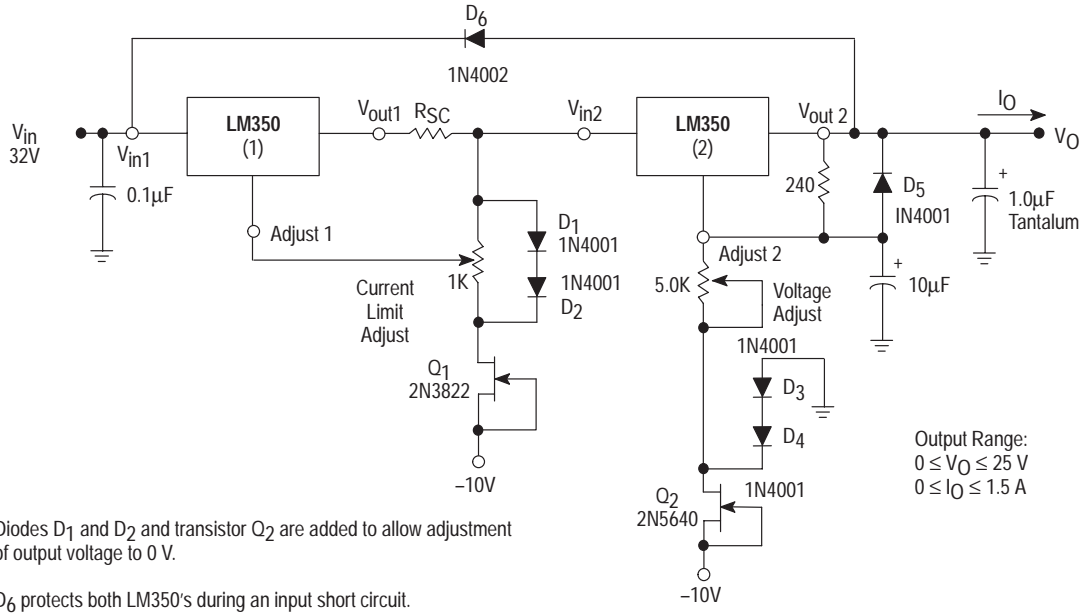 D6
1N4002
Vin
32V
Vin1
0.1µF
LM350
(1)
Vout1
RSC
Vin2
LM350
(2)
Vout 2
IO
VO
240
D5
IN4001
+
1.0µF
Tantalum
Adjust 1
D1
1N4001
1K
1N4001
D2
Current
Limit
Adjust
Adjust 2
5.0K
Voltage
Adjust
+
10µF
Q1
2N3822
–10V
1N4001
D3
D4
1N4001
Q2
2N5640
–10V
Output Range:
0 ≤ VO ≤ 25 V
0 ≤ IO ≤ 1.5 A
Diodes D1 and D2 and transistor Q2 are added to allow adjustment
of output voltage to 0 V.
D6 protects both LM350's during an input short circuit.